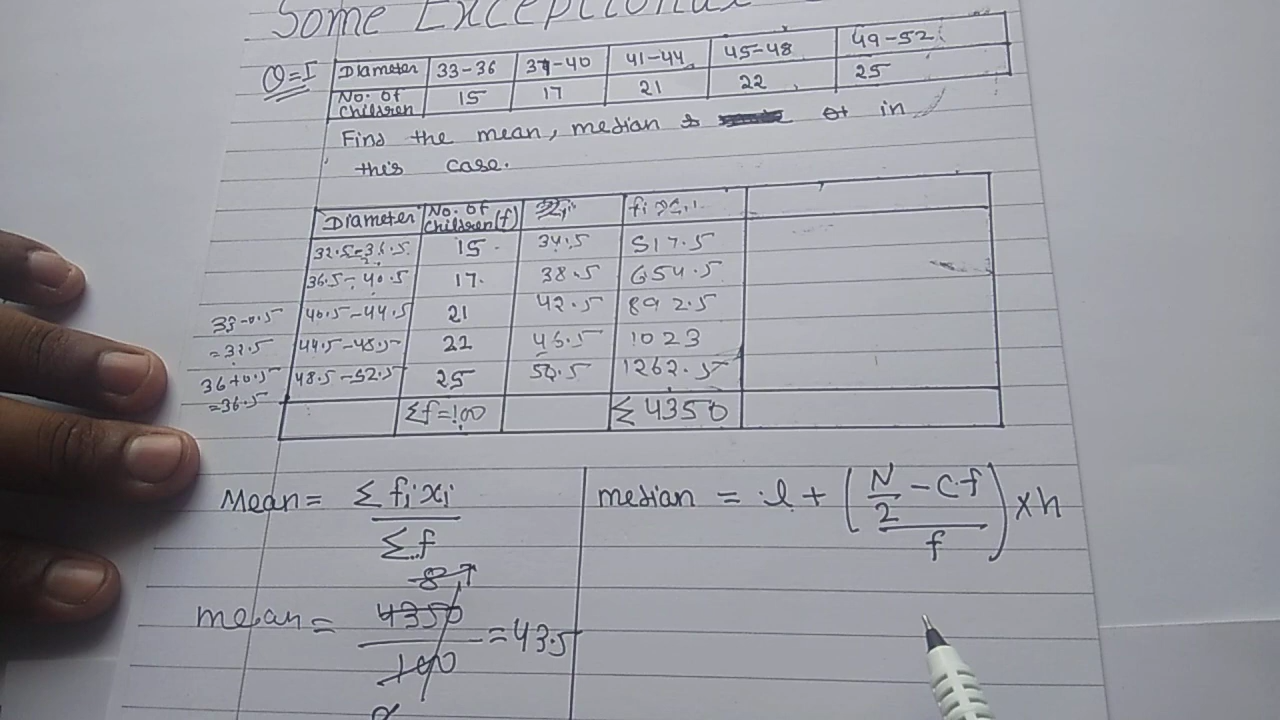 Some Exceptional
Q=I
Diameter 33-36 37-40 41-44 45-48 49-52
No. of children 15 17 21 22 25
Find the mean, median & of in
this case.
Diameter No. of children(f) xi fixi
32.5-36.5 15 34.5 517.5
36.5-40.5 17 38.5 654.5
40.5-44.5 21 42.5 892.5
44.5-48.5 22 46.5 1023
48.5-52.5 25 50.5 1262.5
Σf=100 Σ4350
33-0.5
=32.5
36+0.5
=36.5
Mean = Σfixi / Σf
mean = 4350 / 100 = 43.5
87
2
median = l + (N/2 - c.f / f) × h